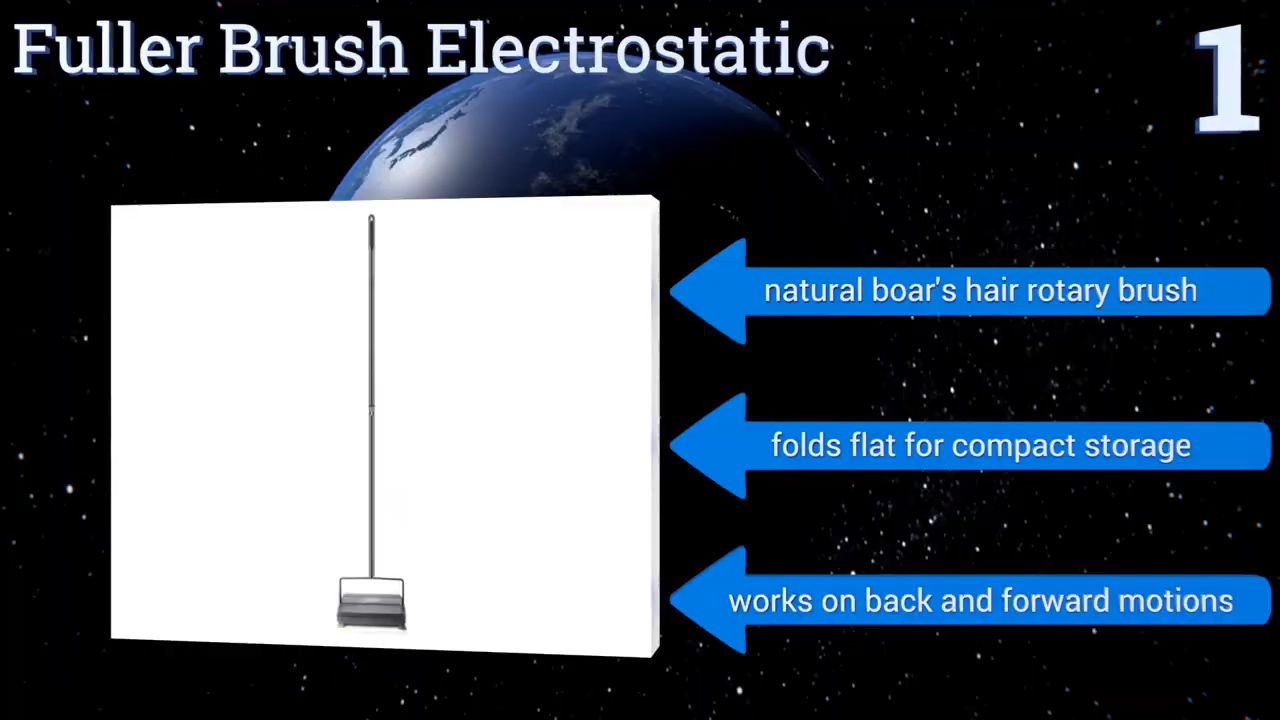 Fuller Brush Electrostatic
1
natural boar's hair rotary brush
folds flat for compact storage
works on back and forward motions